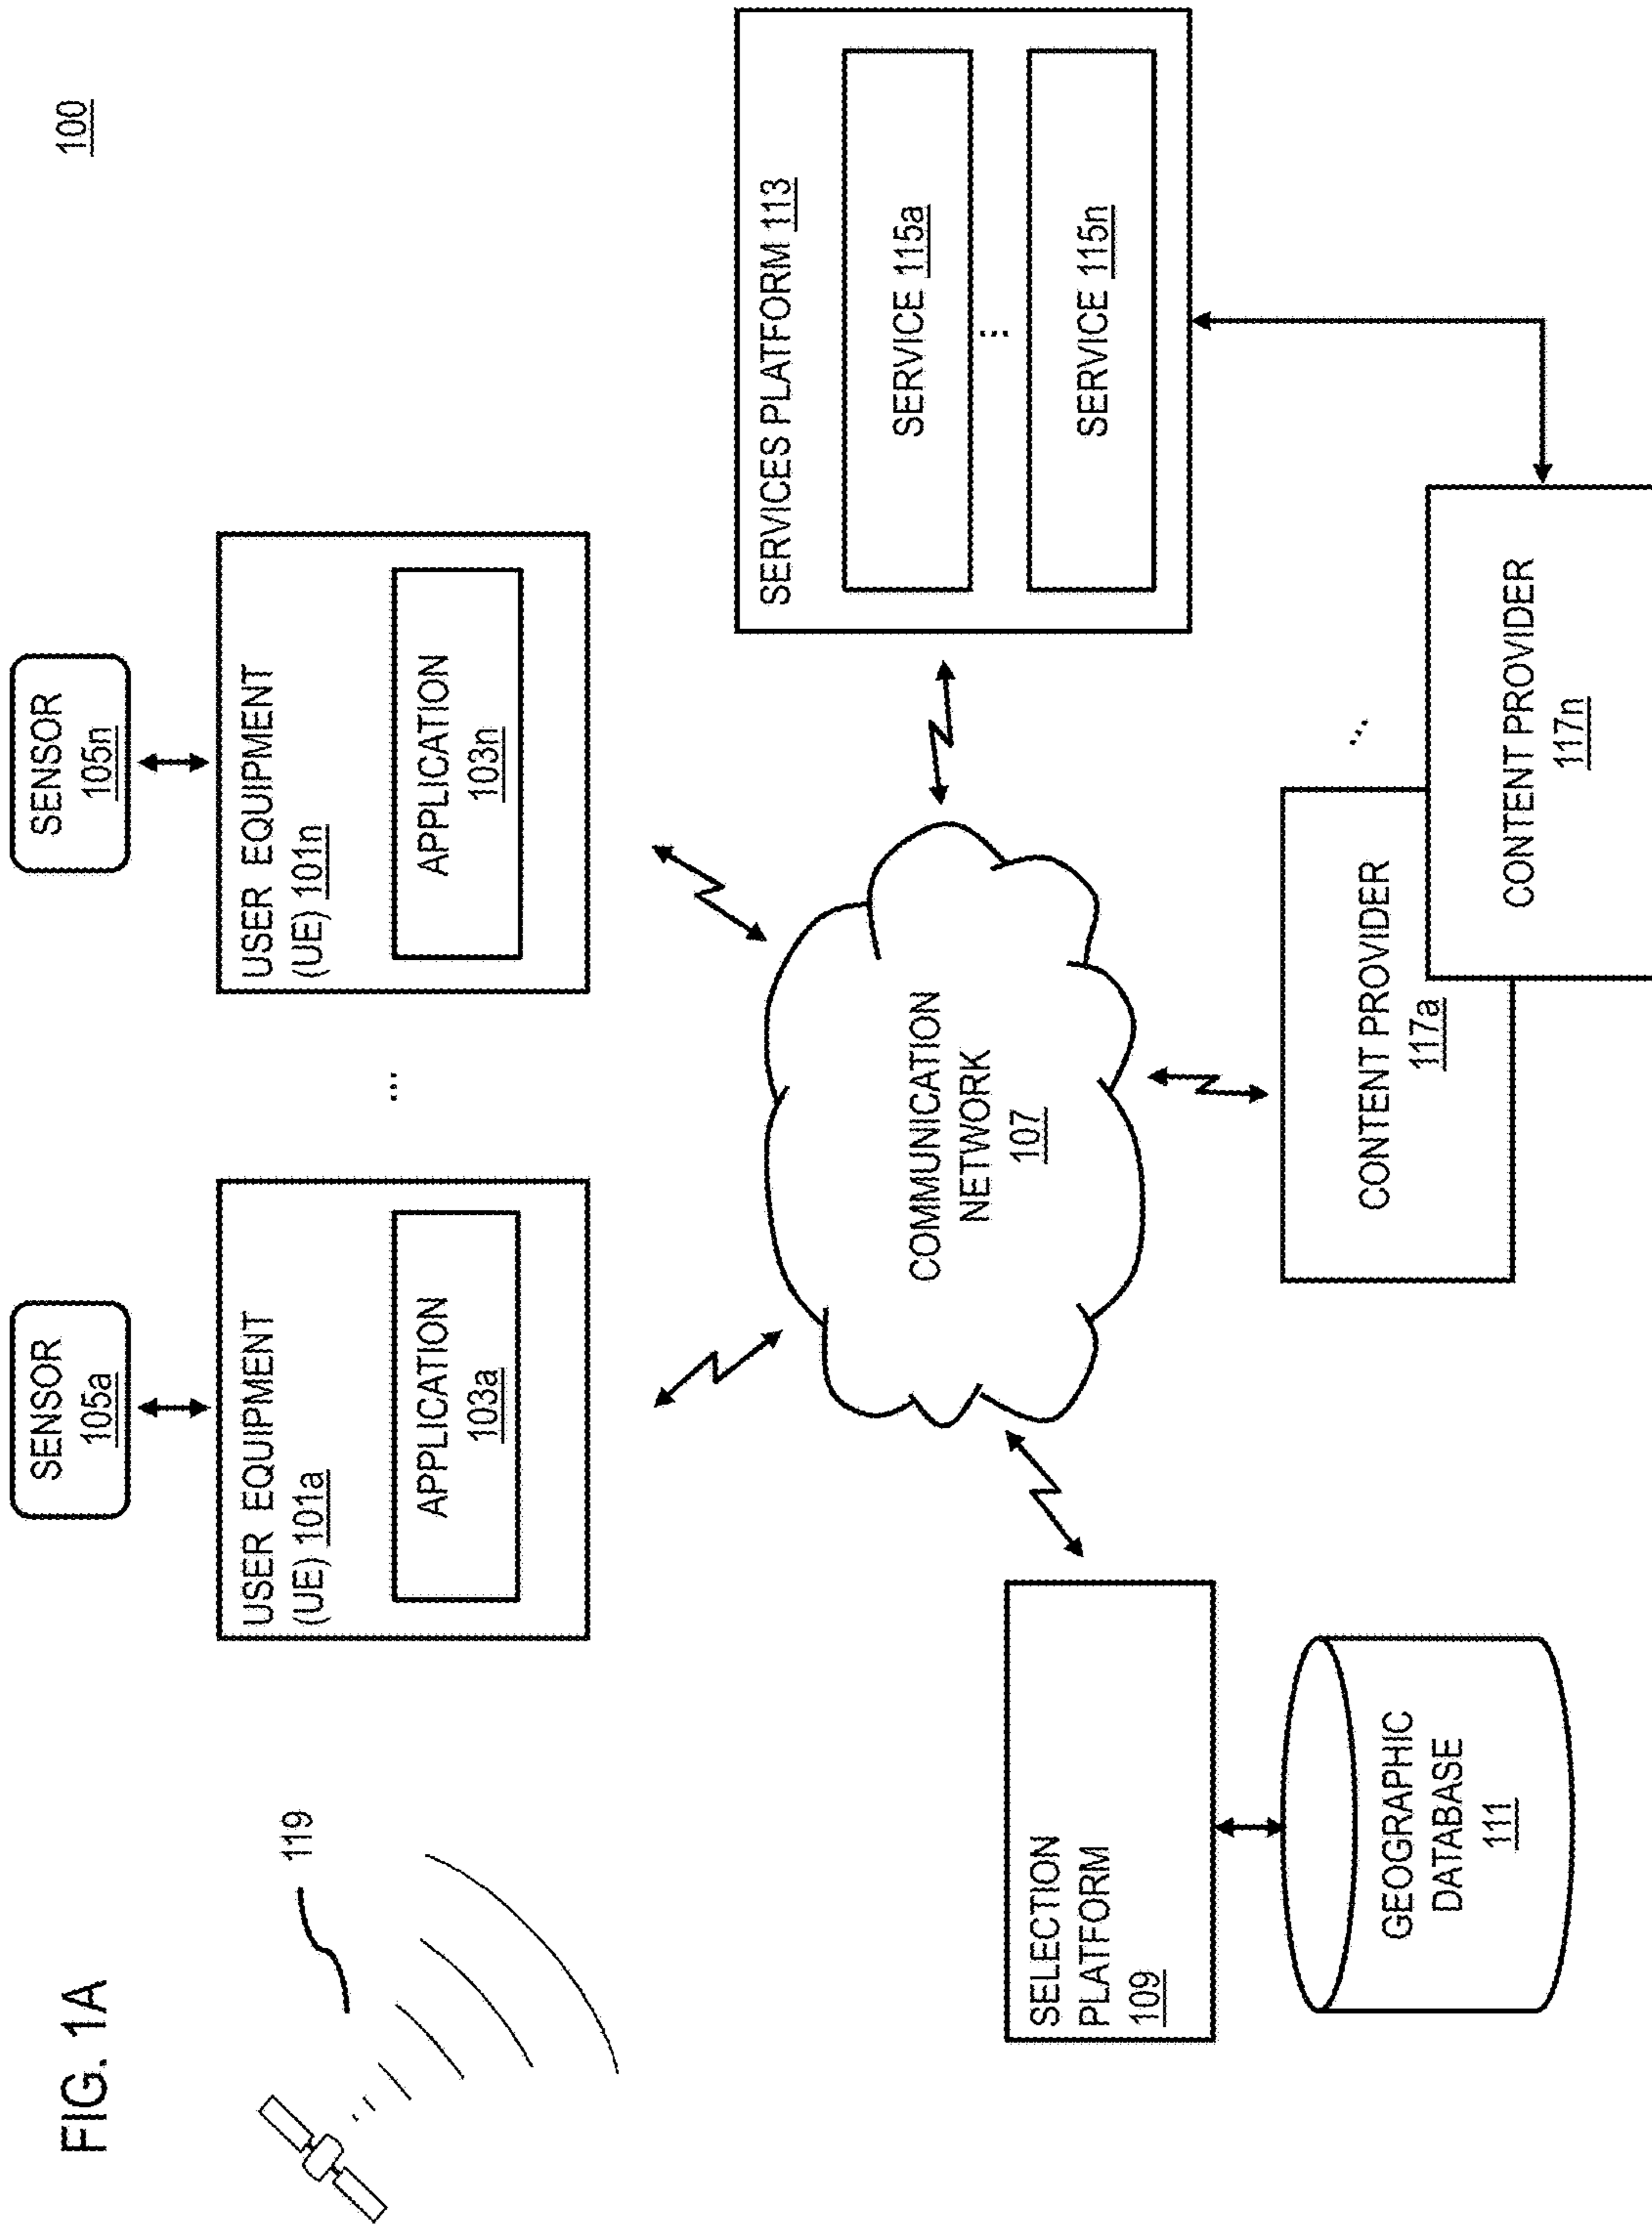 FIG. 1A
100
119
SENSOR
105a
SENSOR
105n
USER EQUIPMENT
(UE) 101a
APPLICATION
103a
...
USER EQUIPMENT
(UE) 101n
APPLICATION
103n
COMMUNICATION
NETWORK
107
SERVICES PLATFORM 113
SERVICE 115a
...
SERVICE 115n
SELECTION
PLATFORM
109
GEOGRAPHIC
DATABASE
111
CONTENT PROVIDER
117a
...
CONTENT PROVIDER
117n